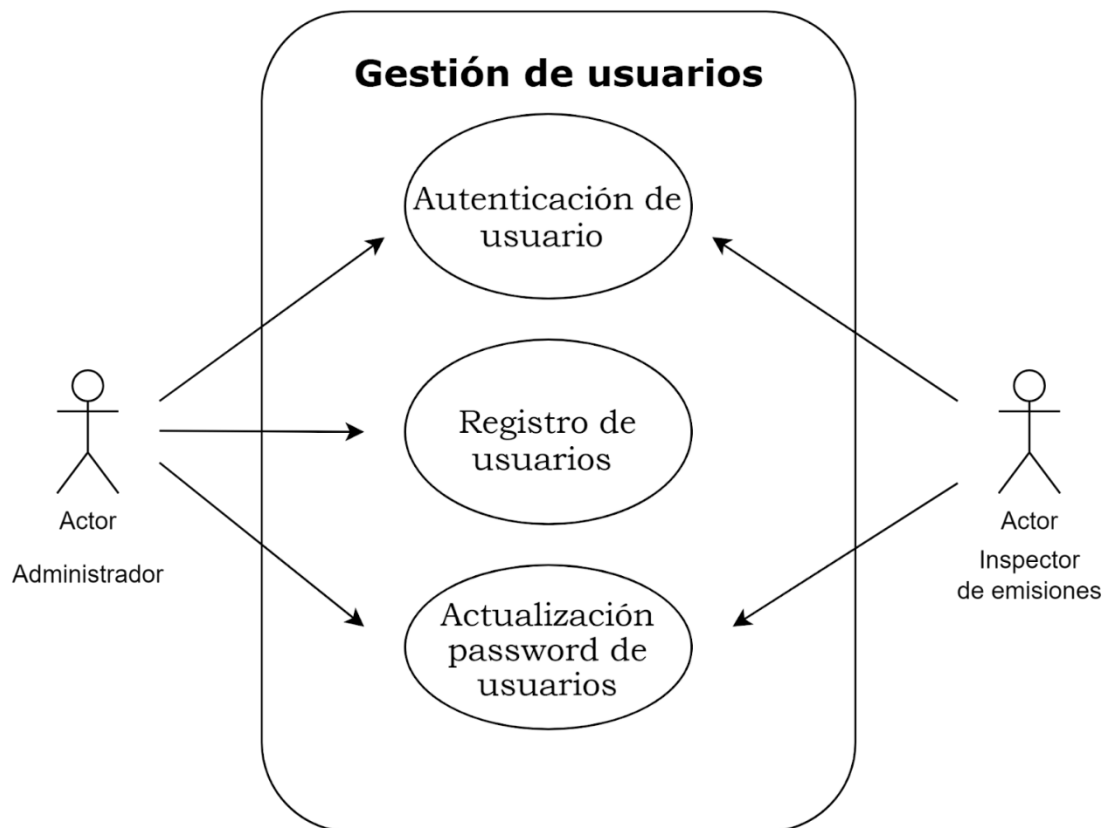 Gestión de usuarios
Autenticación de
usuario
Registro de
usuarios
Actualización
password de
usuarios
Actor
Administrador
Actor
Inspector
de emisiones